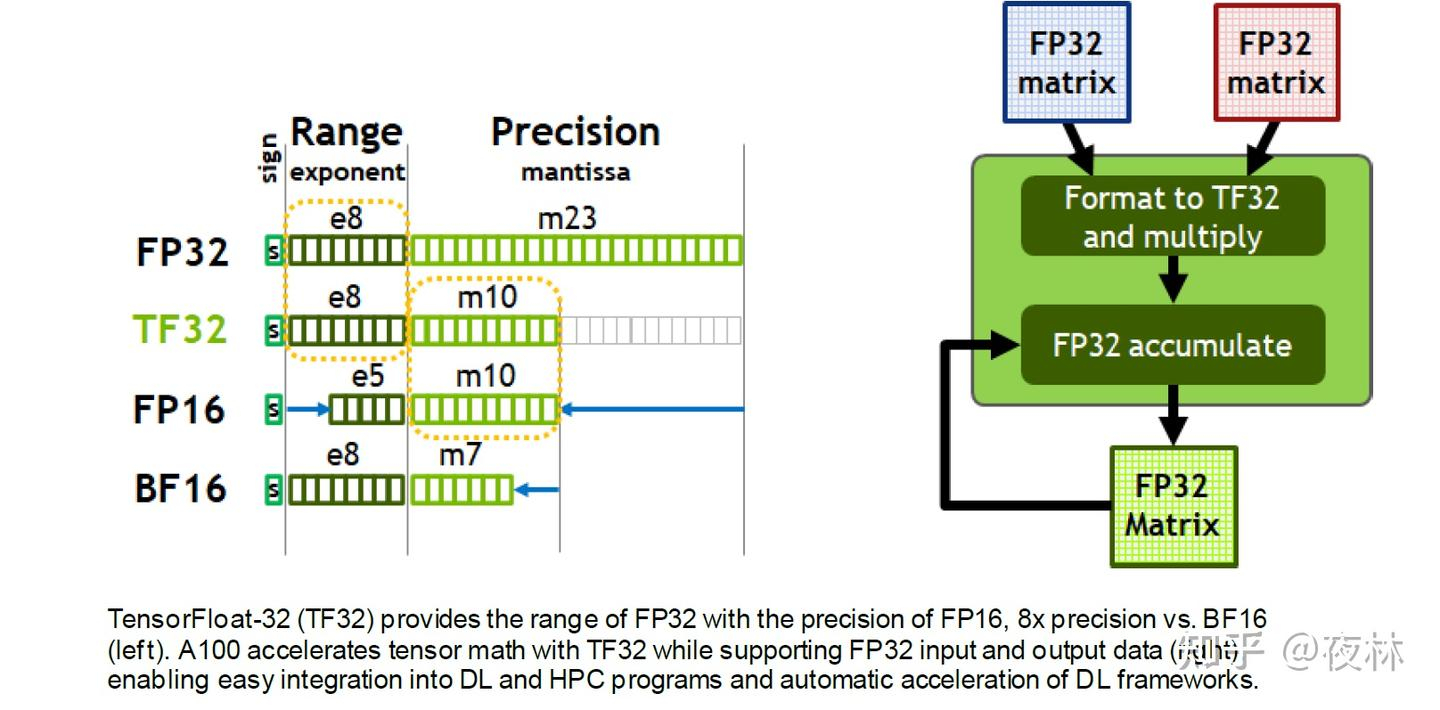 sign
Range
exponent
Precision
mantissa
FP32
s
e8
m23
TF32
s
e8
m10
FP16
s
e5
m10
BF16
s
e8
m7
FP32
matrix
FP32
matrix
Format to TF32
and multiply
FP32 accumulate
FP32
Matrix
TensorFloat-32 (TF32) provides the range of FP32 with the precision of FP16, 8x precision vs. BF16
(left). A100 accelerates tensor math with TF32 while supporting FP32 input and output data (right),
enabling easy integration into DL and HPC programs and automatic acceleration of DL frameworks.
知乎 @夜林